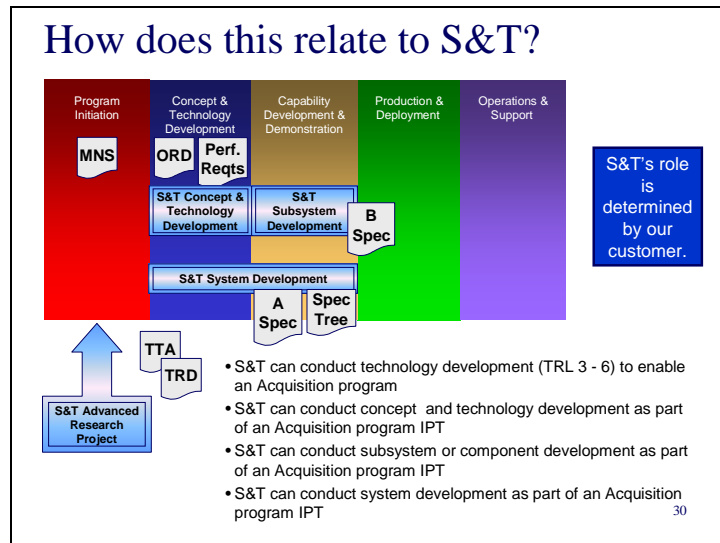 How does this relate to S&T?
Program
Initiation
Concept &
Technology
Development
Capability
Development &
Demonstration
Production &
Deployment
Operations &
Support
MNS
ORD
Perf.
Reqts
S&T Concept &
Technology
Development
S&T
Subsystem
Development
B
Spec
S&T's role
is
determined
by our
customer.
S&T System Development
A
Spec
Spec
Tree
TTA
TRD
S&T Advanced
Research
Project
• S&T can conduct technology development (TRL 3 - 6) to enable
an Acquisition program
• S&T can conduct concept and technology development as part
of an Acquisition program IPT
• S&T can conduct subsystem or component development as part
of an Acquisition program IPT
• S&T can conduct system development as part of an Acquisition
program IPT
30